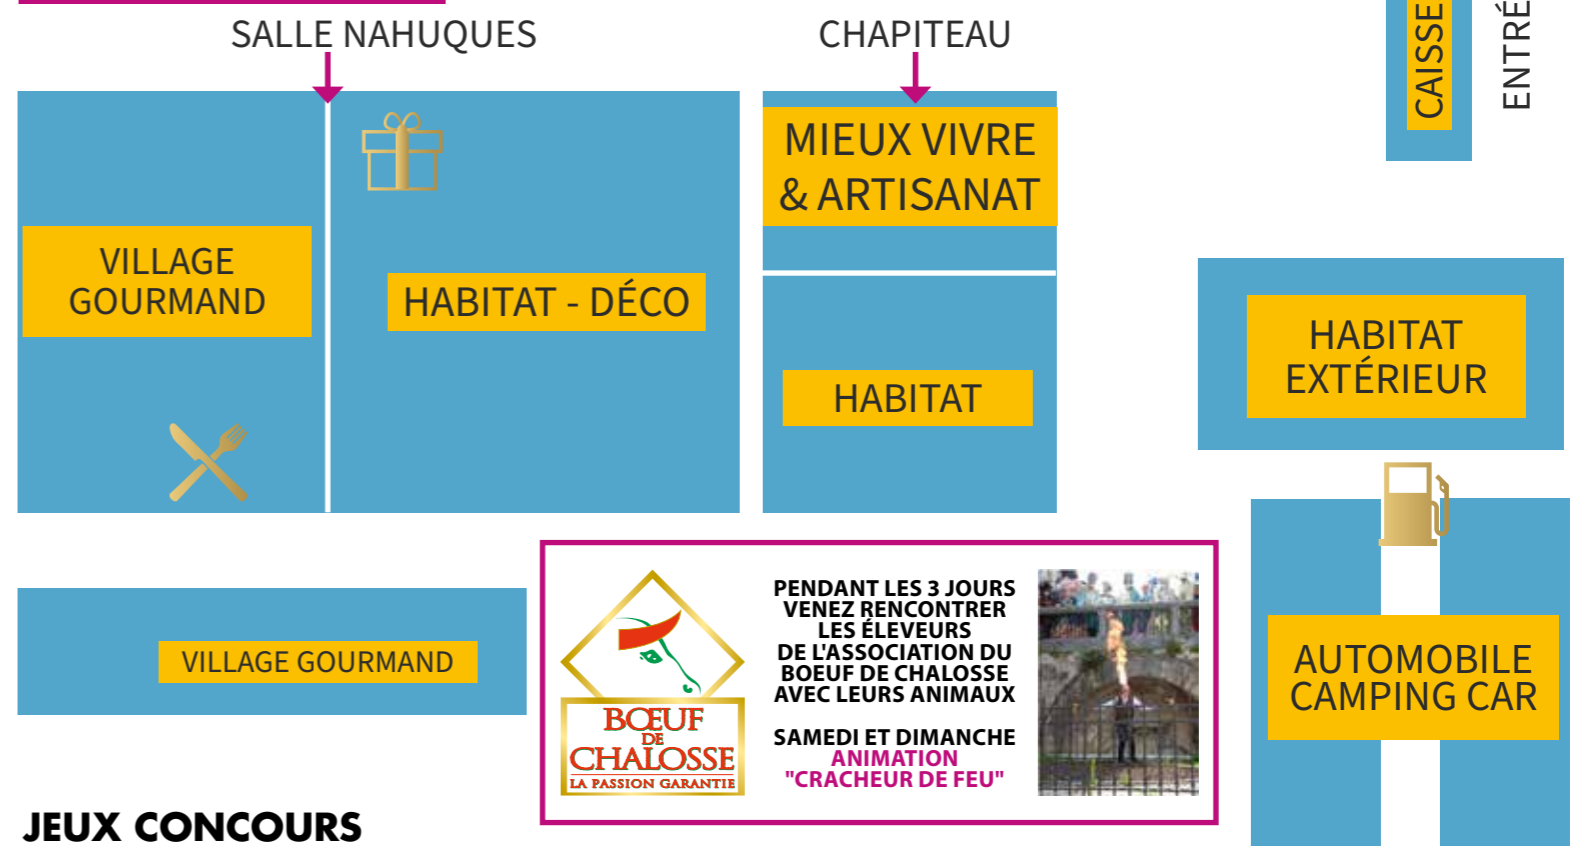 SALLE NAHUQUES
CHAPITEAU
CAISSE
ENTRÉ
MIEUX VIVRE
& ARTISANAT
VILLAGE
GOURMAND
HABITAT - DÉCO
HABITAT
HABITAT
EXTÉRIEUR
VILLAGE GOURMAND
BŒUF
DE
CHALOSSE
LA PASSION GARANTIE
PENDANT LES 3 JOURS
VENEZ RENCONTRER
LES ÉLEVEURS
DE L'ASSOCIATION DU
BOEUF DE CHALOSSE
AVEC LEURS ANIMAUX
SAMEDI ET DIMANCHE
ANIMATION
"CRACHEUR DE FEU"
AUTOMOBILE
CAMPING CAR
JEUX CONCOURS